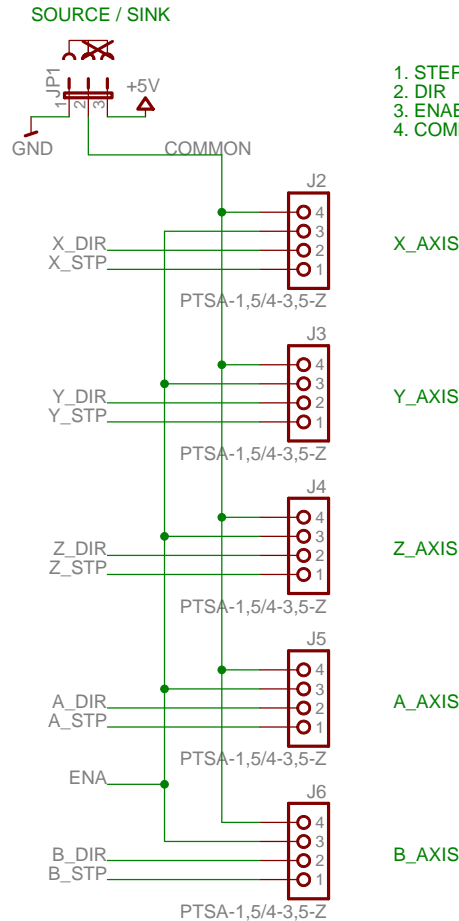 SOURCE / SINK
JP1
1
2
3
+5V
GND
COMMON
1. STEP
2. DIR
3.
4.
J2
4
3
X_DIR 2 X_AXIS
X_STP 1
PTSA-1,5/4-3,5-Z
J3
4
3
Y_DIR 2 Y_AXIS
Y_STP 1
PTSA-1,5/4-3,5-Z
J4
4
3
Z_DIR 2 Z_AXIS
Z_STP 1
PTSA-1,5/4-3,5-Z
J5
4
3
A_DIR 2 A_AXIS
A_STP 1
PTSA-1,5/4-3,5-Z
ENA
J6
4
3
B_DIR 2 B_AXIS
B_STP 1
PTSA-1,5/4-3,5-Z